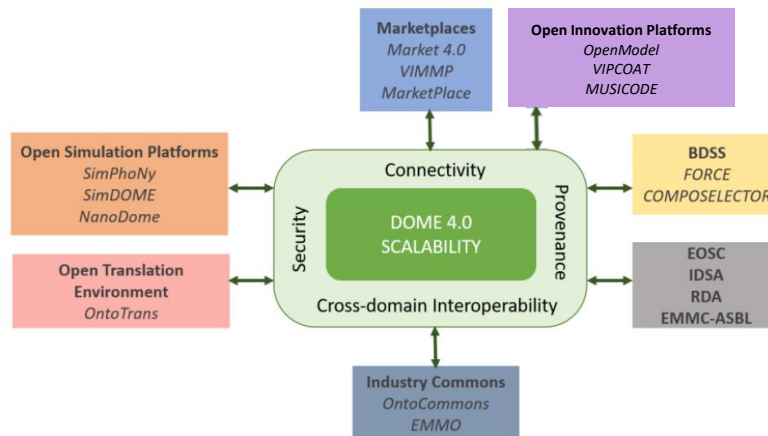 Marketplaces
Market 4.0
VIMMP
MarketPlace
Open Innovation Platforms
OpenModel
VIPCOAT
MUSICODE
Open Simulation Platforms
SimPhoNy
SimDOME
NanoDome
Connectivity
Security
DOME 4.0
SCALABILITY
Provenance
Cross-domain Interoperability
BDSS
FORCE
COMPOSELECTOR
Open Translation
Environment
OntoTrans
EOSC
IDSA
RDA
EMMC-ASBL
Industry Commons
OntoCommons
EMMO